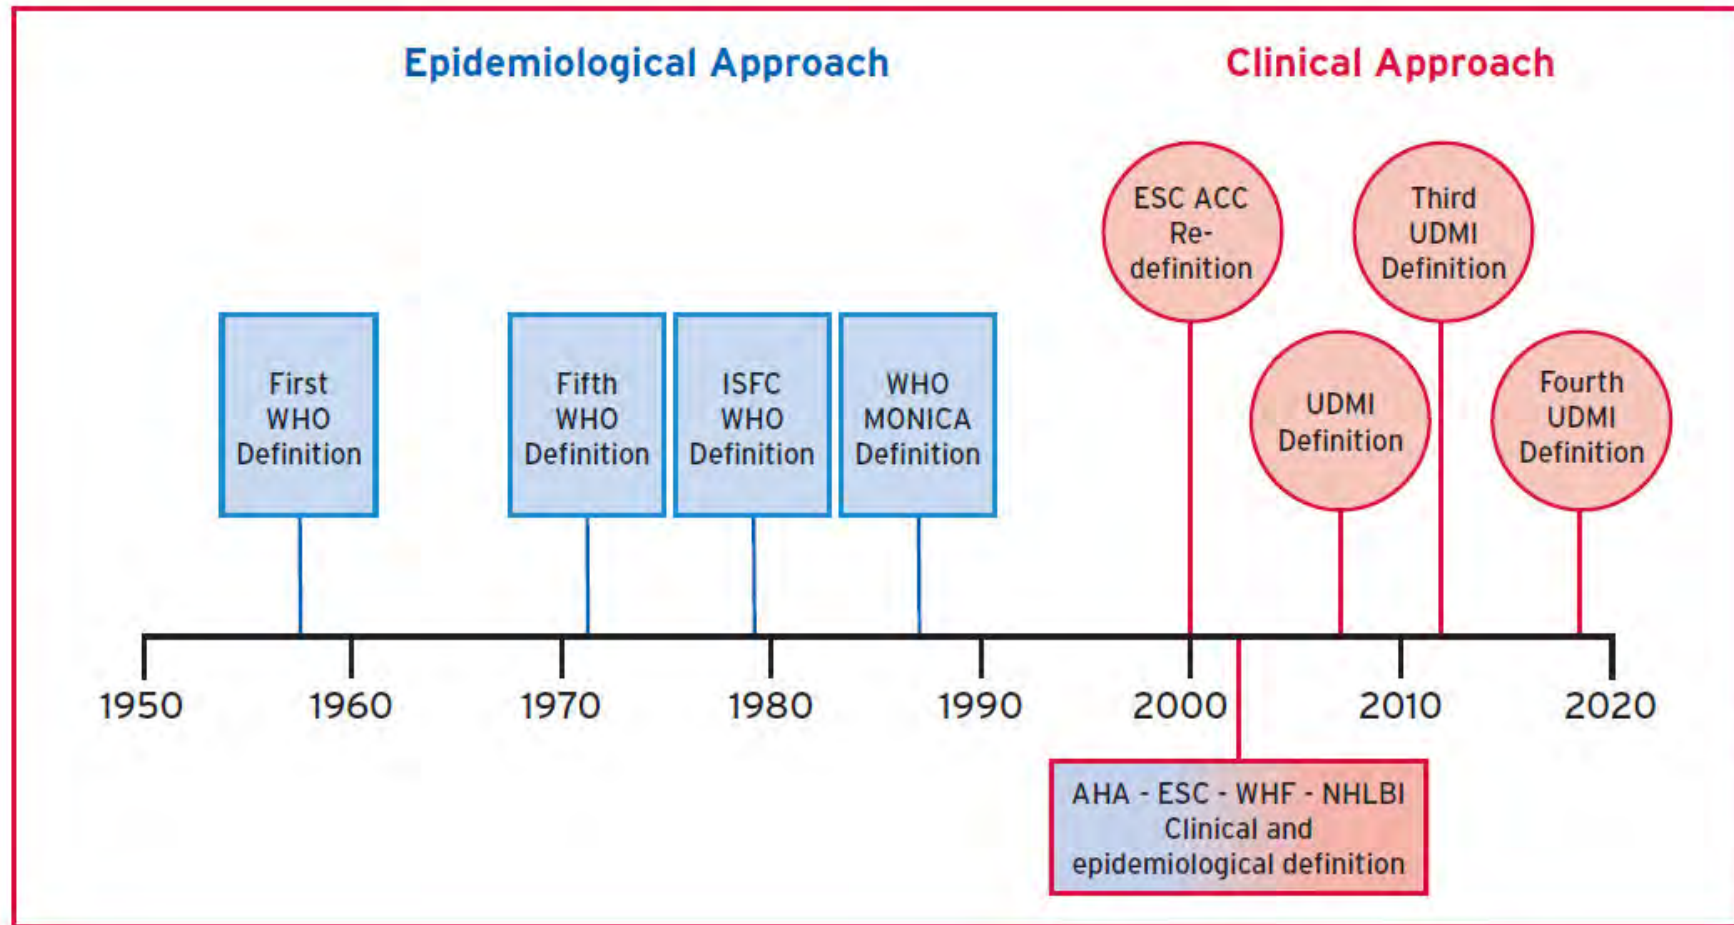 Epidemiological Approach
Clinical Approach
ESC ACC
Re-
definition
Third
UDMI
Definition
First
WHO
Definition
Fifth
WHO
Definition
ISFC
WHO
Definition
WHO
MONICA
Definition
UDMI
Definition
Fourth
UDMI
Definition
1950
1960
1970
1980
1990
2000
2010
2020
AHA - ESC - WHF - NHLBI
Clinical and
epidemiological definition